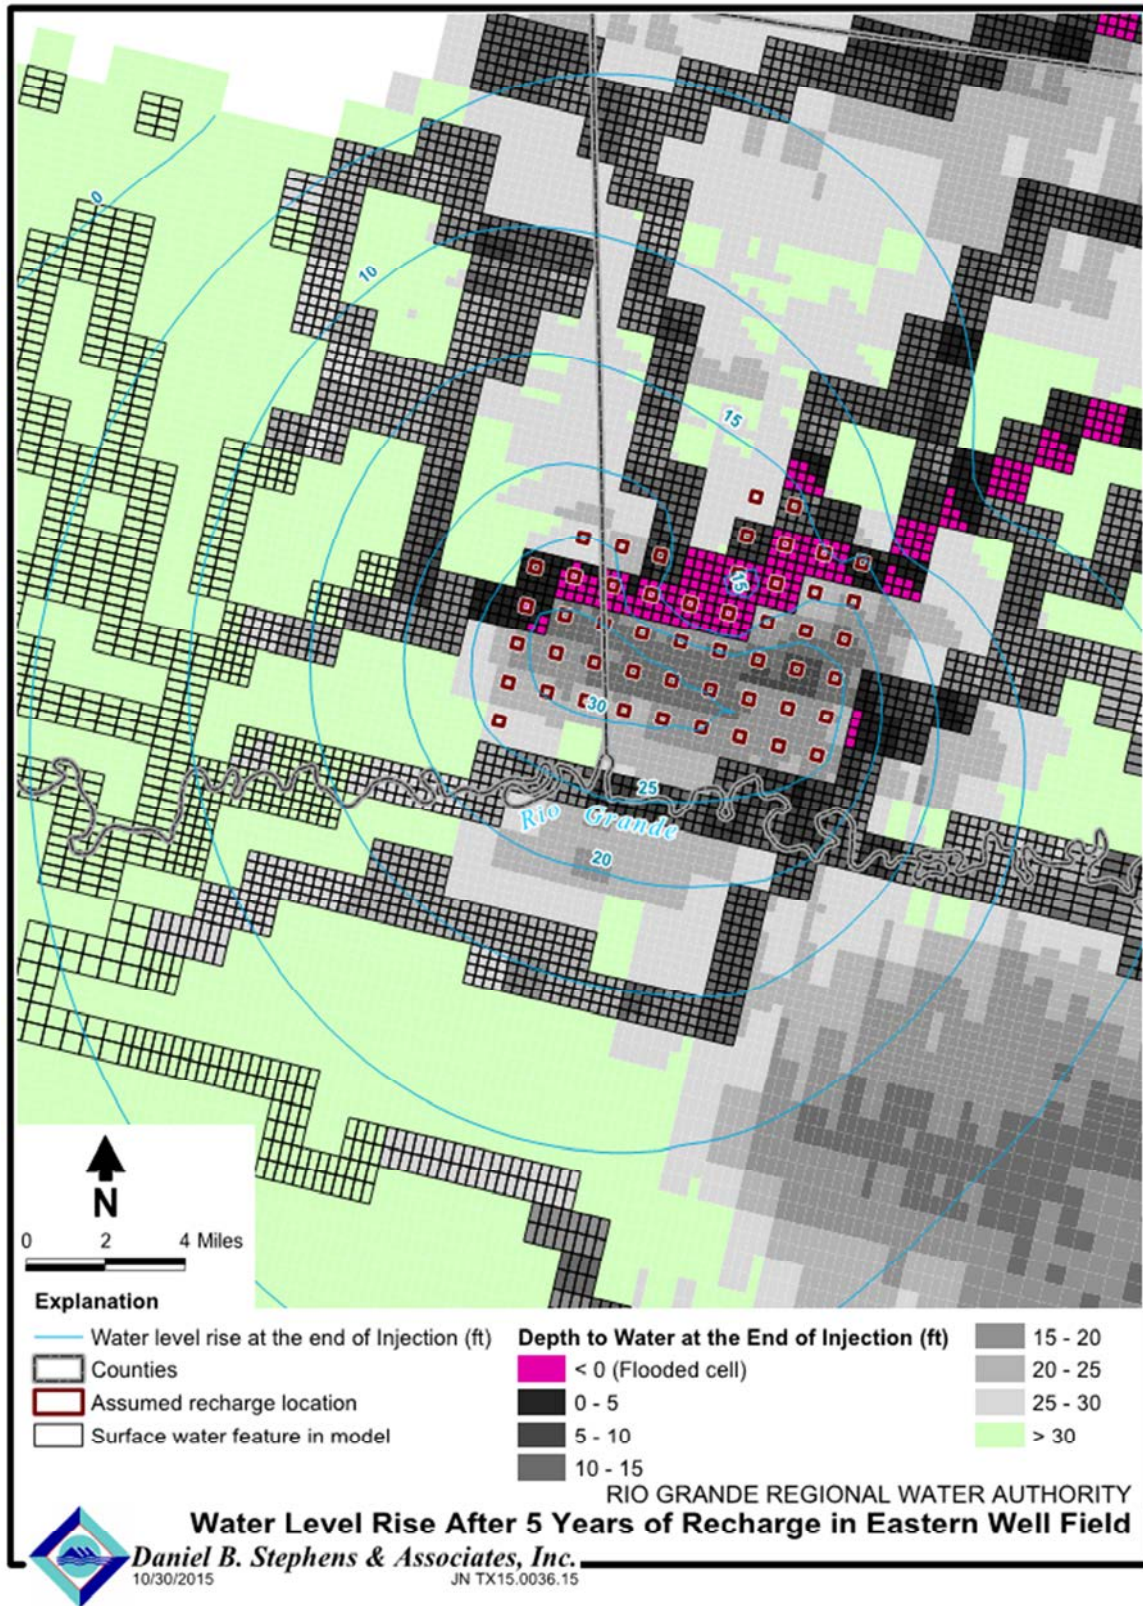 0
10
15
15
30
25
Rio Grande
20
N
0 2 4 Miles
Explanation
Water level rise at the end of Injection (ft)
Counties
Assumed recharge location
Surface water feature in model
Depth to Water at the End of Injection (ft)
< 0 (Flooded cell)
0 - 5
5 - 10
10 - 15
15 - 20
20 - 25
25 - 30
> 30
RIO GRANDE REGIONAL WATER AUTHORITY
Water Level Rise After 5 Years of Recharge in Eastern Well Field
Daniel B. Stephens & Associates, Inc.
10/30/2015 JN TX15.0036.15